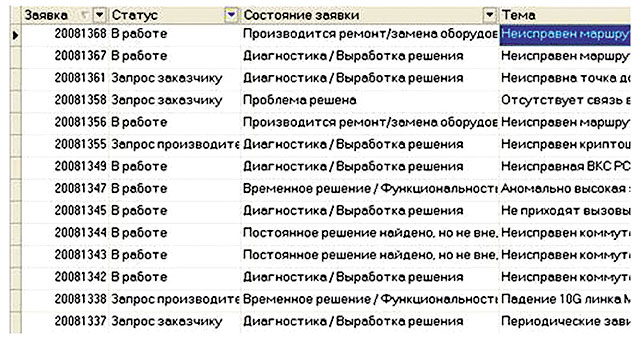 Заявка Статус Состояние заявки Тема
20081368 В работе Производится ремонт/замена оборудов Неисправен маршру
20081367 В работе Диагностика / Выработка решения Неисправен маршру
20081361 Запрос заказчику Диагностика / Выработка решения Неисправна точка до
20081358 Запрос заказчику Проблема решена Отсутствует связь в
20081356 В работе Производится ремонт/замена оборудов Неисправен маршру
20081355 Запрос производите Диагностика / Выработка решения Неисправен криптош
20081349 В работе Диагностика / Выработка решения Неисправная ВКС РС
20081347 В работе Временное решение / Функциональность Аномально высокая
20081345 В работе Диагностика / Выработка решения Не приходят вызовы
20081344 В работе Постоянное решение найдено, но не вне, Неисправен коммут
20081343 В работе Постоянное решение найдено, но не вне, Неисправен коммут
20081342 В работе Диагностика / Выработка решения Неисправен коммут
20081338 Запрос производите Временное решение / Функциональность Падение 10G линка М
20081337 Запрос заказчику Диагностика / Выработка решения Периодические зави